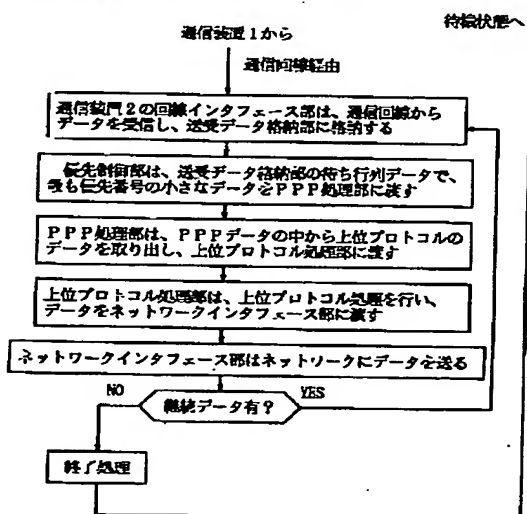 待機状態へ
通信装置1から
通信回線経由
通信装門2の回線インタフェース部は、通信回線から
データを受信し、送受データ格納部に格納する
優先制御部は、送受データ格納部の待ち行列データで、
最も優先番号の小さなデータをPPP処理部に渡す
PPP処理部は、PPPデータの中から上位プロトコルの
データを取り出し、上位プロトコル処理部に渡す
上位プロトコル処理部は、上位プロトコル処理を行い、
データをネットワークインタフェース部に渡す
ネットワークインタフェース部はネットワークにデータを送る
NO
YES
継続データ有?
終了処理